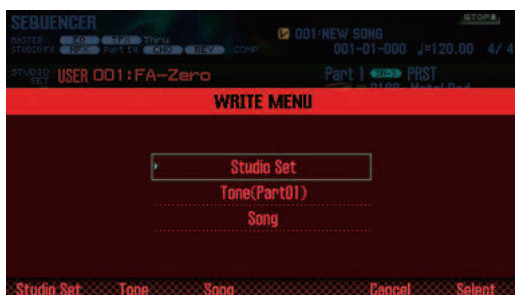 SEQUENCER STOP■
MASTER EQ TFX Thru 001:NEW SONG
STUDIO FX MFX Part EQ CHO REV COMP 001-01-000 ♩=120.00 4/4
STUDIO SET USER 001:FA-Zero Part 1 SN-S PRST
WRITE MENU
Studio Set
Tone(Part01)
Song
Studio Set Tone Song Cancel Select